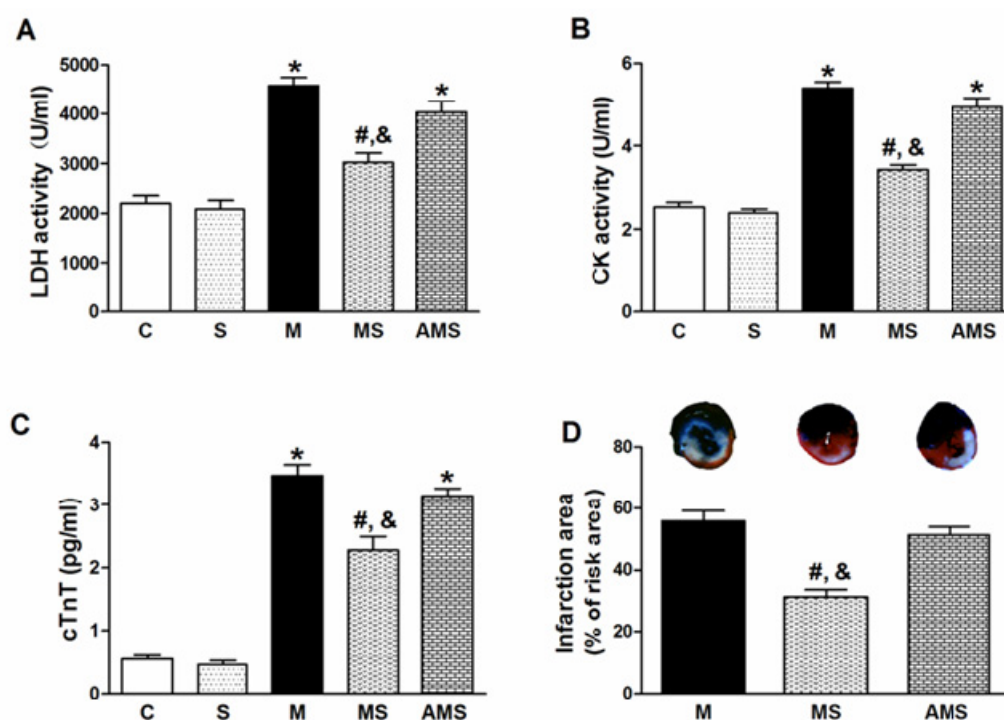 A
LDH activity (U/ml)
5000
4000
3000
2000
1000
0
*
#,&
*
C S M MS AMS
B
CK activity (U/ml)
6
4
2
0
*
#, &
*
C S M MS AMS
C
cTnT (pg/ml)
4
3
2
1
0
*
#, &
*
C S M MS AMS
D
Infarction area
(% of risk area)
80
60
40
20
0
#, &
M MS AMS